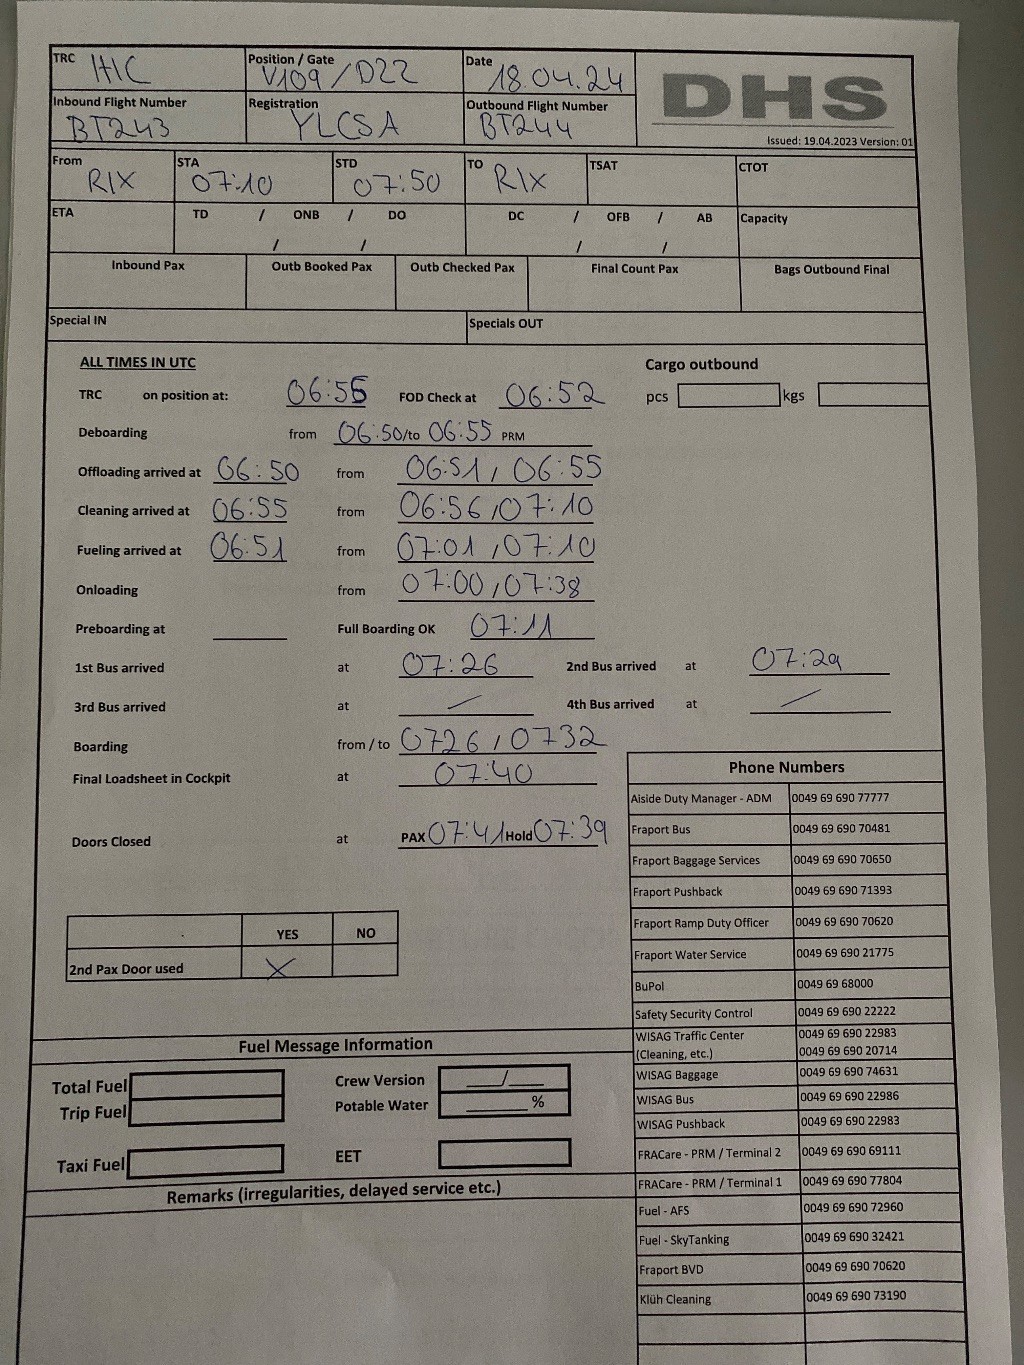 TRC HIC Position / Gate V109 / D22 Date 18.04.24 DHS
Inbound Flight Number BT243 Registration YLCSA Outbound Flight Number BT244
Issued: 19.04.2023 Version: 01
From RIX STA 07:10 STD 07:50 TO RIX TSAT CTOT
ETA TD / ONB / DO DC / OFB / AB Capacity
/ / / /
Inbound Pax Outb Booked Pax Outb Checked Pax Final Count Pax Bags Outbound Final
Special IN Specials OUT
ALL TIMES IN UTC Cargo outbound
TRC on position at: FOD Check at 06:52 pcs kgs
Deboarding from 06:50/to 06:55 PRM
Offloading arrived at 06:50 from 06:51 / 06:55
Cleaning arrived at 06:55 from 06:56 / 07:10
Fueling arrived at 06:51 from 07:01 / 07:10
Onloading from 07:00 / 07:38
Preboarding at Full Boarding OK 07:11
1st Bus arrived at 07:26 2nd Bus arrived at 07:29
3rd Bus arrived at / 4th Bus arrived at /
Boarding from / to 0726 / 0732
Final Loadsheet in Cockpit at 07:40
Doors Closed at PAX 07:41 Hold 07:39
YES NO
2nd Pax Door used X
Fuel Message Information
Total Fuel Crew Version /
Trip Fuel Potable Water %
Taxi Fuel EET
Remarks (irregularities, delayed service etc.)
Phone Numbers
Aiside Duty Manager - ADM 0049 69 690 77777
Fraport Bus 0049 69 690 70481
Fraport Baggage Services 0049 69 690 70650
Fraport Pushback 0049 69 690 71393
Fraport Ramp Duty Officer 0049 69 690 70620
Fraport Water Service 0049 69 690 21775
BuPol 0049 69 68000
Safety Security Control 0049 69 690 22222
WISAG Traffic Center 0049 69 690 22983
(Cleaning, etc.) 0049 69 690 20714
WISAG Baggage 0049 69 690 74631
WISAG Bus 0049 69 690 22986
WISAG Pushback 0049 69 690 22983
FRACare - PRM / Terminal 2 0049 69 690 69111
FRACare - PRM / Terminal 1 0049 69 690 77804
Fuel - AFS 0049 69 690 72960
Fuel - SkyTanking 0049 69 690 32421
Fraport BVD 0049 69 690 70620
Klüh Cleaning 0049 69 690 73190